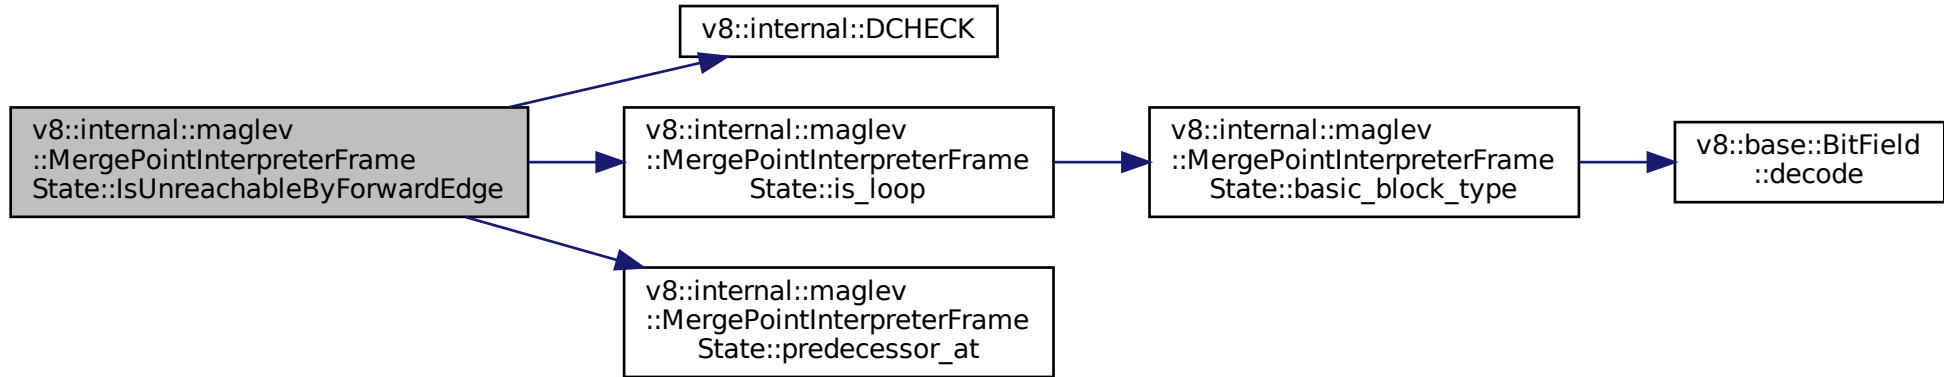 v8::internal::DCHECK
v8::internal::maglev
::MergePointInterpreterFrame
State::IsUnreachableByForwardEdge
v8::internal::maglev
::MergePointInterpreterFrame
State::is_loop
v8::internal::maglev
::MergePointInterpreterFrame
State::basic_block_type
v8::base::BitField
::decode
v8::internal::maglev
::MergePointInterpreterFrame
State::predecessor_at